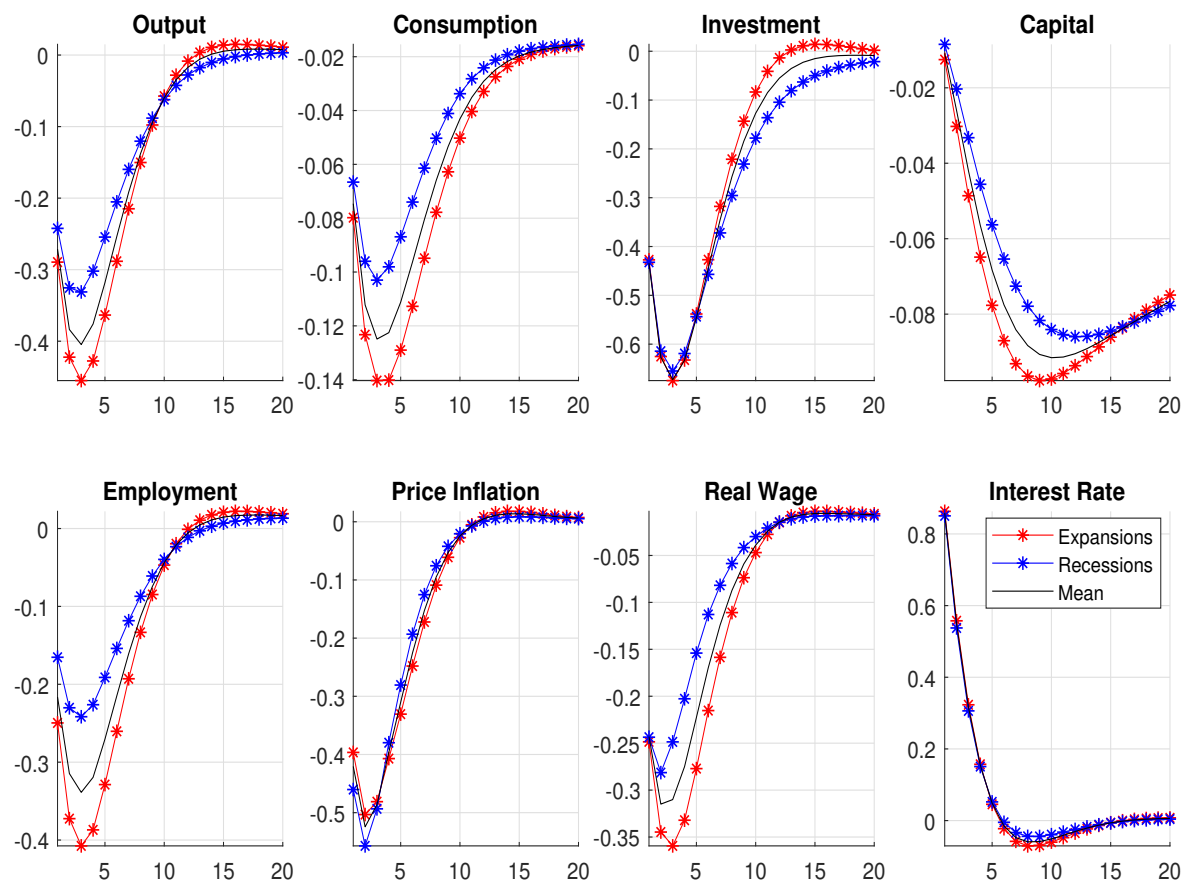 Output
0
-0.1
-0.2
-0.3
-0.4
5 10 15 20
Consumption
-0.02
-0.04
-0.06
-0.08
-0.1
-0.12
-0.14
5 10 15 20
Investment
0
-0.1
-0.2
-0.3
-0.4
-0.5
-0.6
5 10 15 20
Capital
-0.02
-0.04
-0.06
-0.08
5 10 15 20
Employment
0
-0.1
-0.2
-0.3
-0.4
5 10 15 20
Price Inflation
0
-0.1
-0.2
-0.3
-0.4
-0.5
5 10 15 20
Real Wage
-0.05
-0.1
-0.15
-0.2
-0.25
-0.3
-0.35
5 10 15 20
Interest Rate
0.8
0.6
0.4
0.2
0
5 10 15 20
Expansions
Recessions
Mean